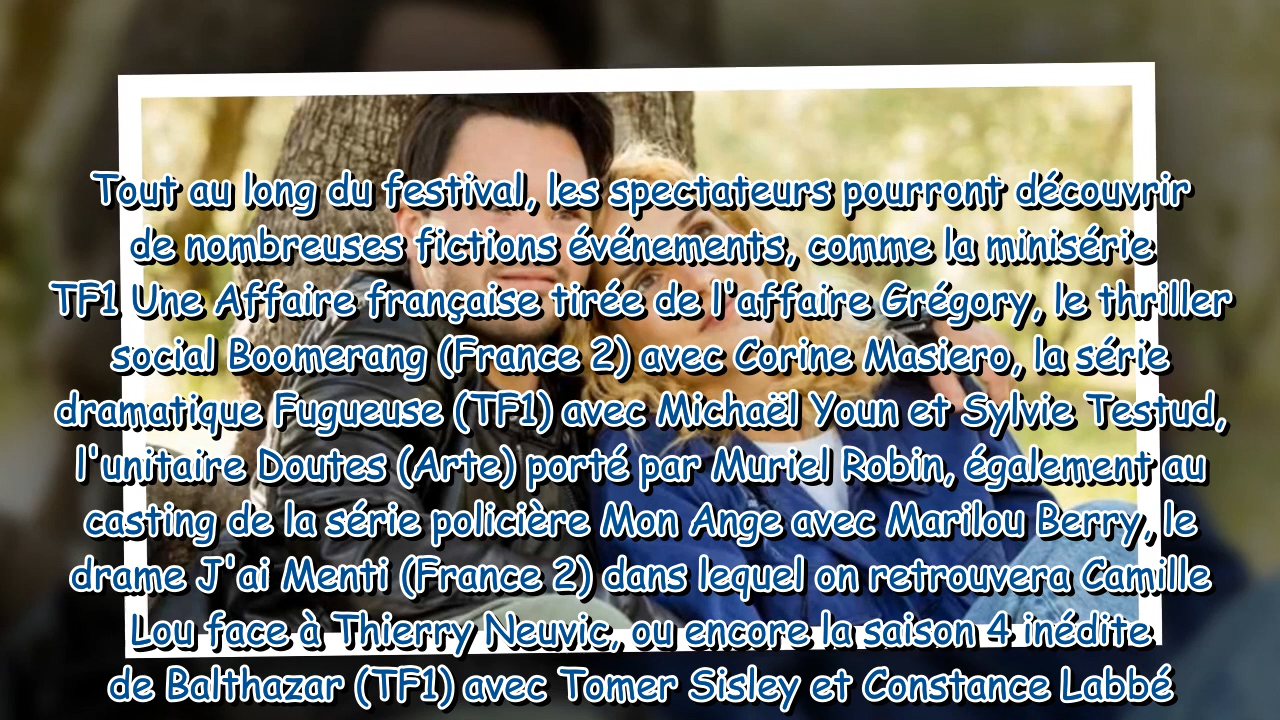 Tout au long du festival, les spectateurs pourront découvrir
de nombreuses fictions événements, comme la minisérie
TF1 Une Affaire française tirée de l'affaire Grégory, le thriller
social Boomerang (France 2) avec Corine Masiero, la série
dramatique Fugueuse (TF1) avec Michaël Youn et Sylvie Testud,
l'unitaire Doutes (Arte) porté par Muriel Robin, également au
casting de la série policière Mon Ange avec Marilou Berry, le
drame J'ai Menti (France 2) dans lequel on retrouvera Camille
Lou face à Thierry Neuvic, ou encore la saison 4 inédite
de Balthazar (TF1) avec Tomer Sisley et Constance Labbé